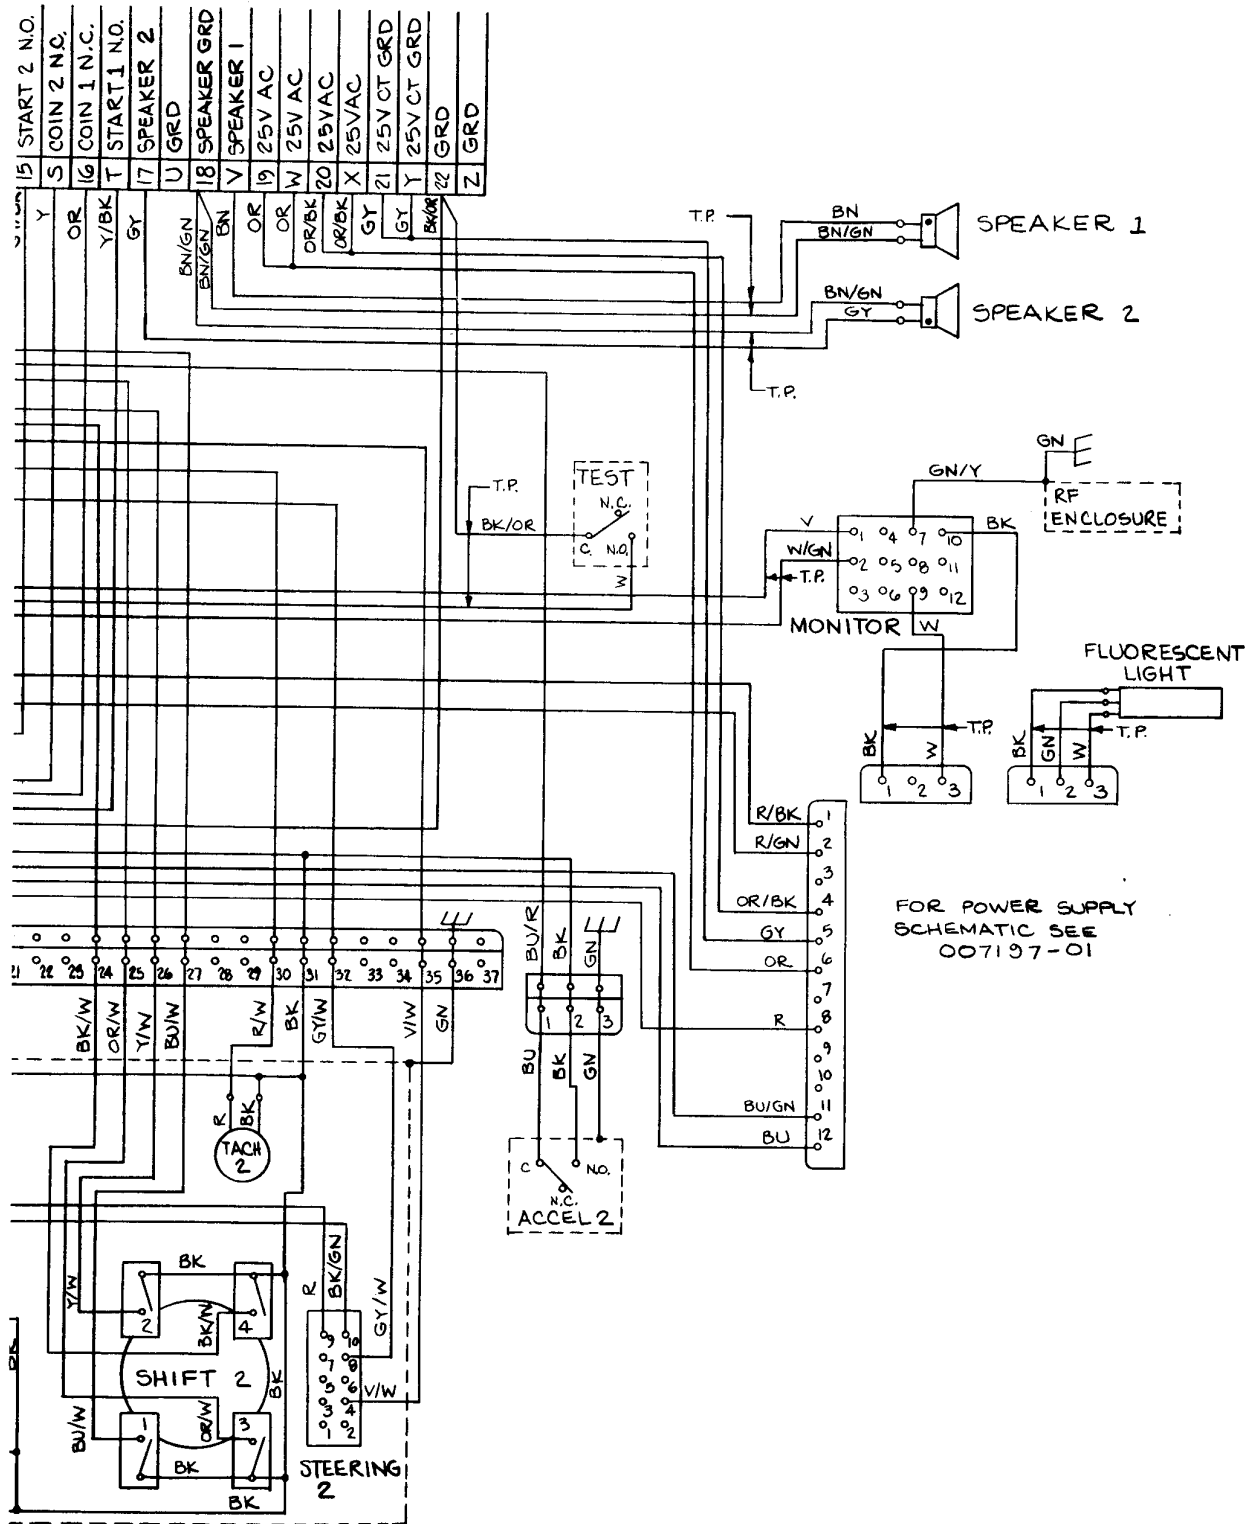 15 START 2 N.O.
S COIN 2 N.C.
16 COIN 1 N.C.
T START 1 N.O.
17 SPEAKER 2
U GRD
18 SPEAKER GRD
V SPEAKER 1
19 25V AC
W 25V AC
20 25VAC
X 25VAC
21 25V CT GRD
Y 25V CT GRD
22 GRD
Z GRD
Y
OR
Y/BK
GY
BN/GN
BN/GN
BN
OR
OR
OR/BK
OR/BK
GY
GY
BK/OR
T.P.
BN
BN/GN
SPEAKER 1
BN/GN
GY
SPEAKER 2
T.P.
GN
GN/Y
RF
ENCLOSURE
TEST
N.C.
T.P.
BK/OR
C. N.O.
W
V
W/GN
T.P.
BK
1 4 7 10
2 5 8 11
3 6 9 12
MONITOR
W
FLUORESCENT
LIGHT
BK
W
T.P.
BK
GN
W
T.P.
1 2 3
1 2 3
R/BK 1
R/GN 2
3
OR/BK 4
GY 5
OR 6
7
R 8
9
10
BU/GN 11
BU 12
FOR POWER SUPPLY
SCHEMATIC SEE
007197-01
BU/R
BK
GN
21 22 23 24 25 26 27 28 29 30 31 32 33 34 35 36 37
1 2 3
BK/W
OR/W
Y/W
BU/W
R/W
BK
GY/W
V/W
GN
BU
BK
GN
R
BK
TACH
2
C N.O.
N.C.
ACCEL 2
Y/W
BK
2
BK/W
4
SHIFT 2
BK
BU/W
1
OR/W
3
BK
BK
R
BK/GN
GY/W
9 10
7 8
5 6
3 4
1 2
V/W
STEERING
2